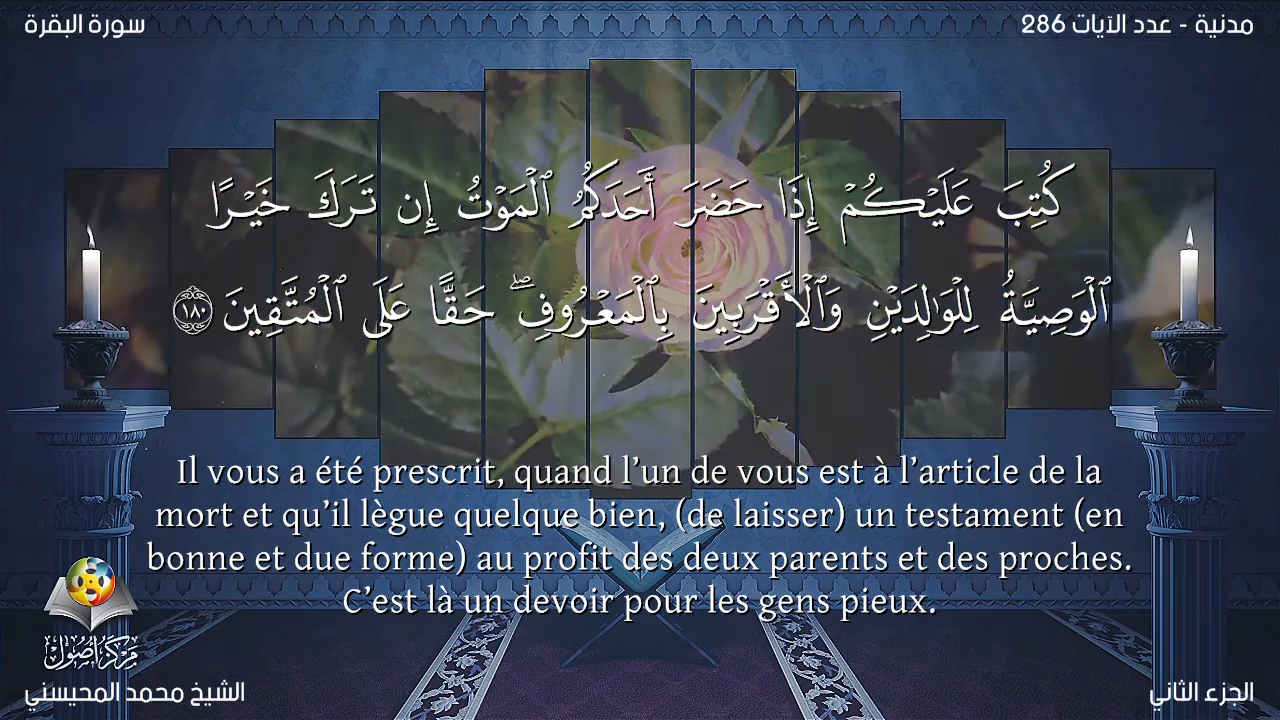 سورة البقرة
مدنية - عدد الآيات 286
كُتِبَ عَلَيْكُمْ إِذَا حَضَرَ أَحَدَكُمُ ٱلْمَوْتُ إِن تَرَكَ خَيْرًا
ٱلْوَصِيَّةُ لِلْوَٰلِدَيْنِ وَٱلْأَقْرَبِينَ بِٱلْمَعْرُوفِ ۖ حَقًّا عَلَى ٱلْمُتَّقِينَ ١٨٠
Il vous a été prescrit, quand l’un de vous est à l’article de la
mort et qu’il lègue quelque bien, (de laisser) un testament (en
bonne et due forme) au profit des deux parents et des proches.
C’est là un devoir pour les gens pieux.
مركز أصول
الشيخ محمد المحيسني
الجزء الثاني